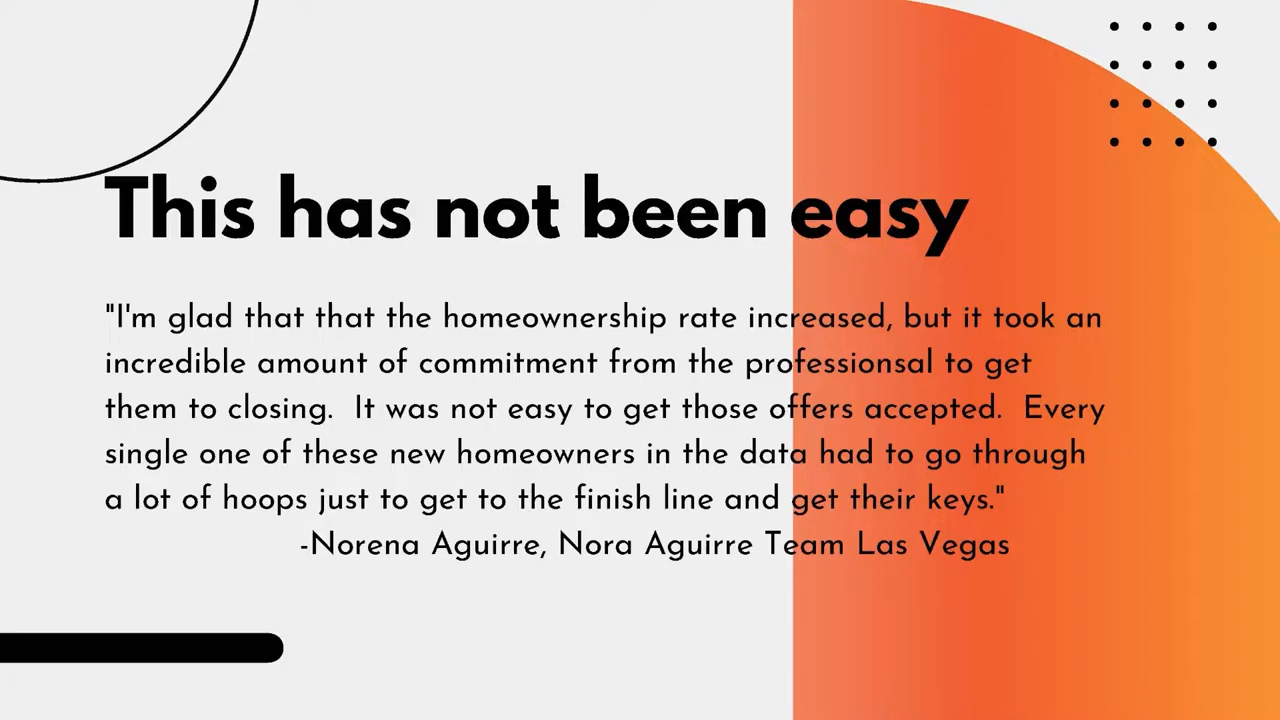 This has not been easy
"I'm glad that that the homeownership rate increased, but it took an
incredible amount of commitment from the professionsal to get
them to closing.  It was not easy to get those offers accepted.  Every
single one of these new homeowners in the data had to go through
a lot of hoops just to get to the finish line and get their keys."
-Norena Aguirre, Nora Aguirre Team Las Vegas